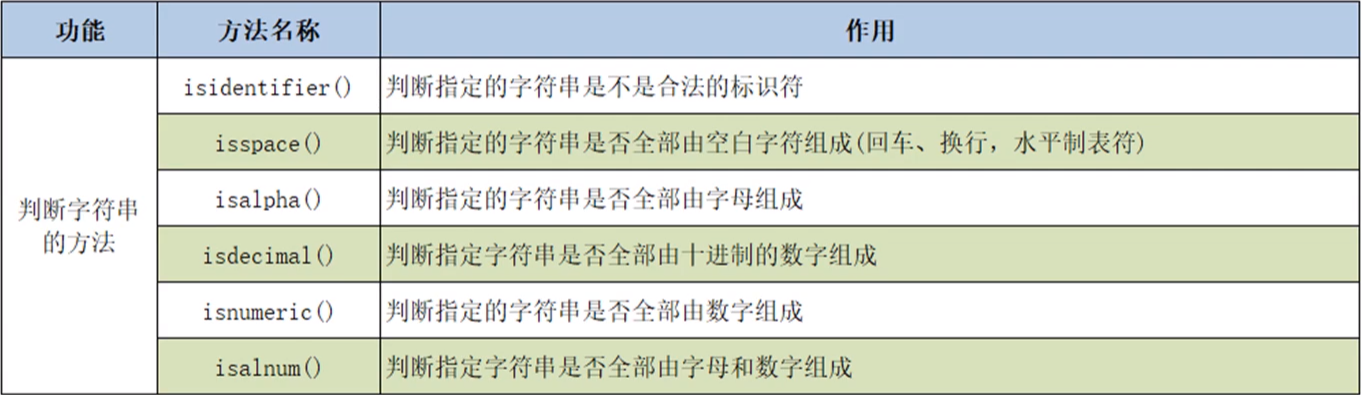 功能 方法名称 作用
判断字符串的方法
isidentifier() 判断指定的字符串是不是合法的标识符
isspace() 判断指定的字符串是否全部由空白字符组成(回车、换行，水平制表符)
isalpha() 判断指定的字符串是否全部由字母组成
isdecimal() 判断指定字符串是否全部由十进制的数字组成
isnumeric() 判断指定的字符串是否全部由数字组成
isalnum() 判断指定字符串是否全部由字母和数字组成